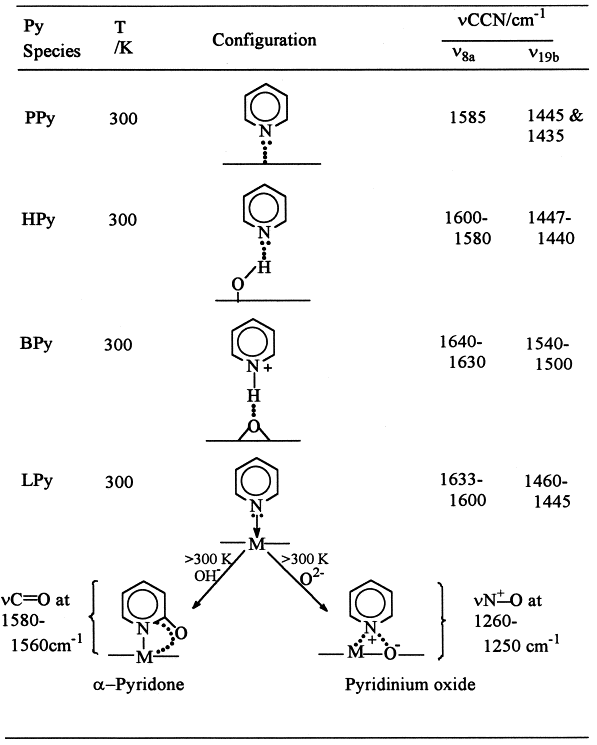 Py T νCCN/cm⁻¹
Species /K Configuration ν₈ₐ ν₁₉b
PPy 300 N 1585 1445 &
1435
HPy 300 N 1600- 1447-
H 1580 1440
O
BPy 300 N + 1640- 1540-
H 1630 1500
O
LPy 300 N 1633- 1460-
1600 1445
M
>300 K >300 K
OH⁻ O²⁻
νC=O at νN⁺—O at
1580- N O N 1260-
1560cm⁻¹ + 1250 cm⁻¹
M M O⁻
α–Pyridone Pyridinium oxide